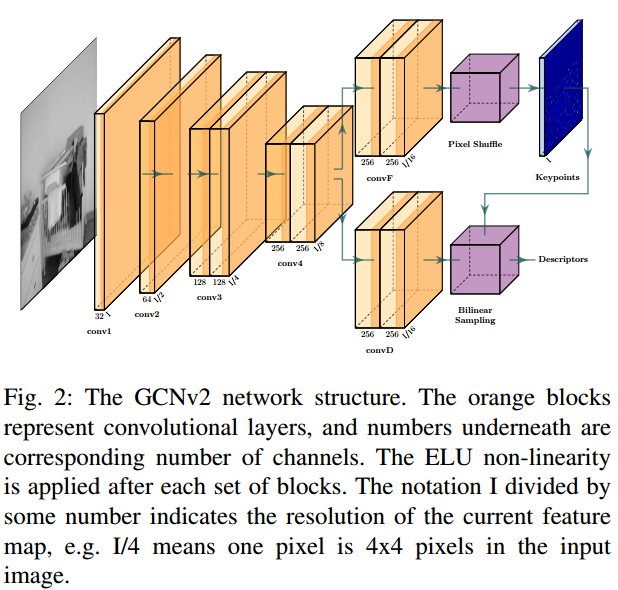 32 I
conv1
64 I/2
conv2
128 128 I/4
conv3
256 256 I/8
conv4
256 256 I/16
convF
Pixel Shuffle
I
Keypoints
256 256 I/16
convD
Bilinear
Sampling
Descriptors
Fig. 2: The GCNv2 network structure. The orange blocks
represent convolutional layers, and numbers underneath are
corresponding number of channels. The ELU non-linearity
is applied after each set of blocks. The notation I divided by
some number indicates the resolution of the current feature
map, e.g. I/4 means one pixel is 4x4 pixels in the input
image.